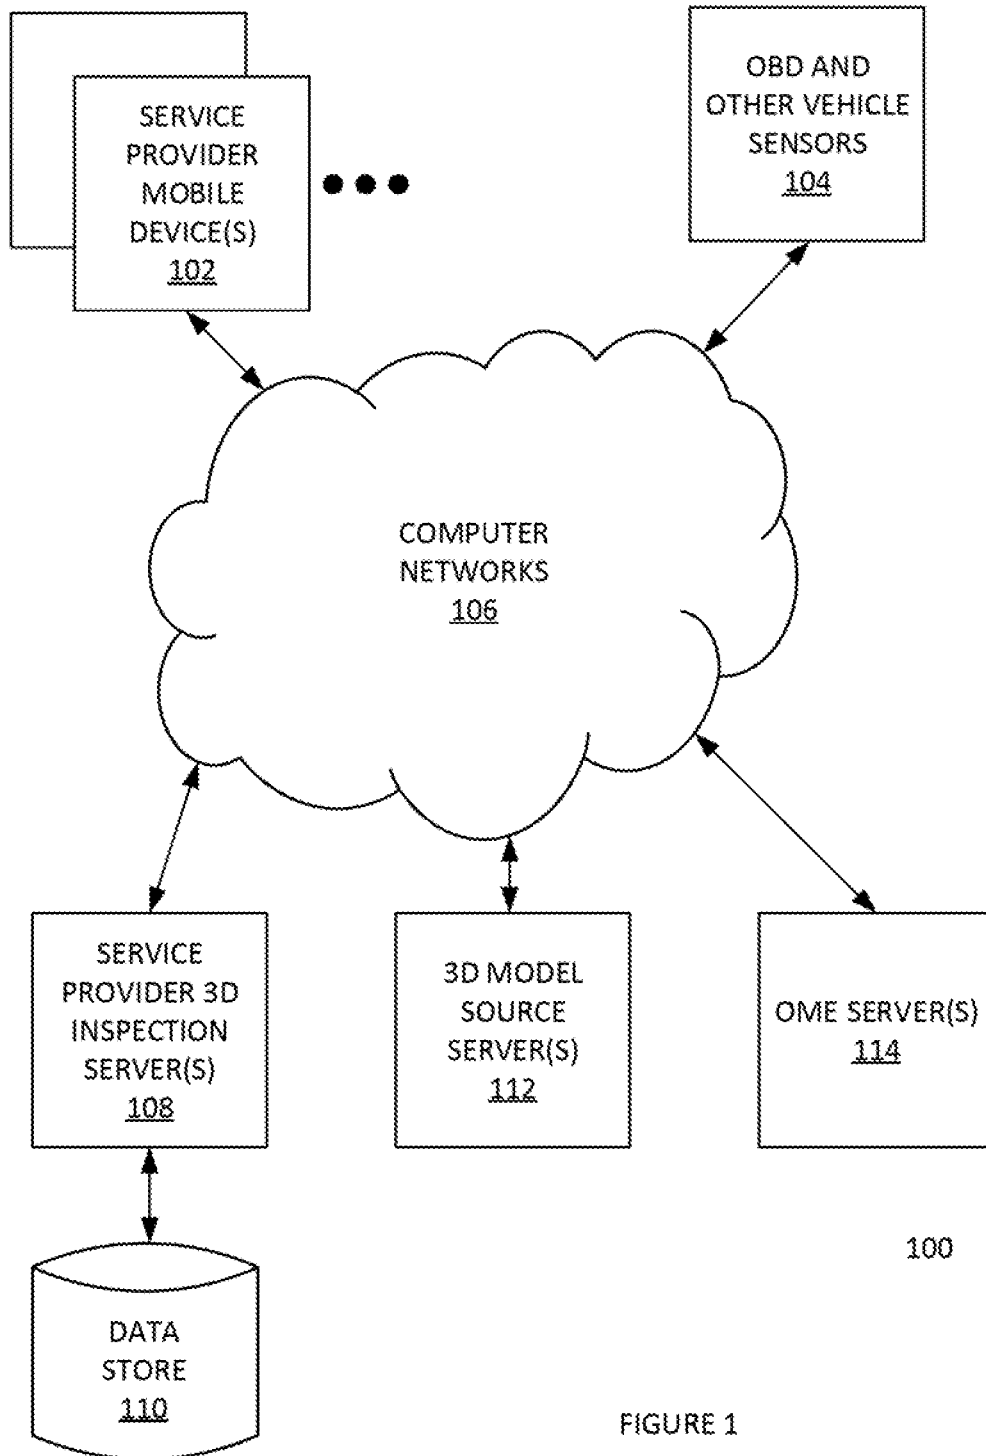 SERVICE
PROVIDER
MOBILE
DEVICE(S)
102
OBD AND
OTHER VEHICLE
SENSORS
104
COMPUTER
NETWORKS
106
SERVICE
PROVIDER 3D
INSPECTION
SERVER(S)
108
3D MODEL
SOURCE
SERVER(S)
112
OME SERVER(S)
114
DATA
STORE
110
100
FIGURE 1